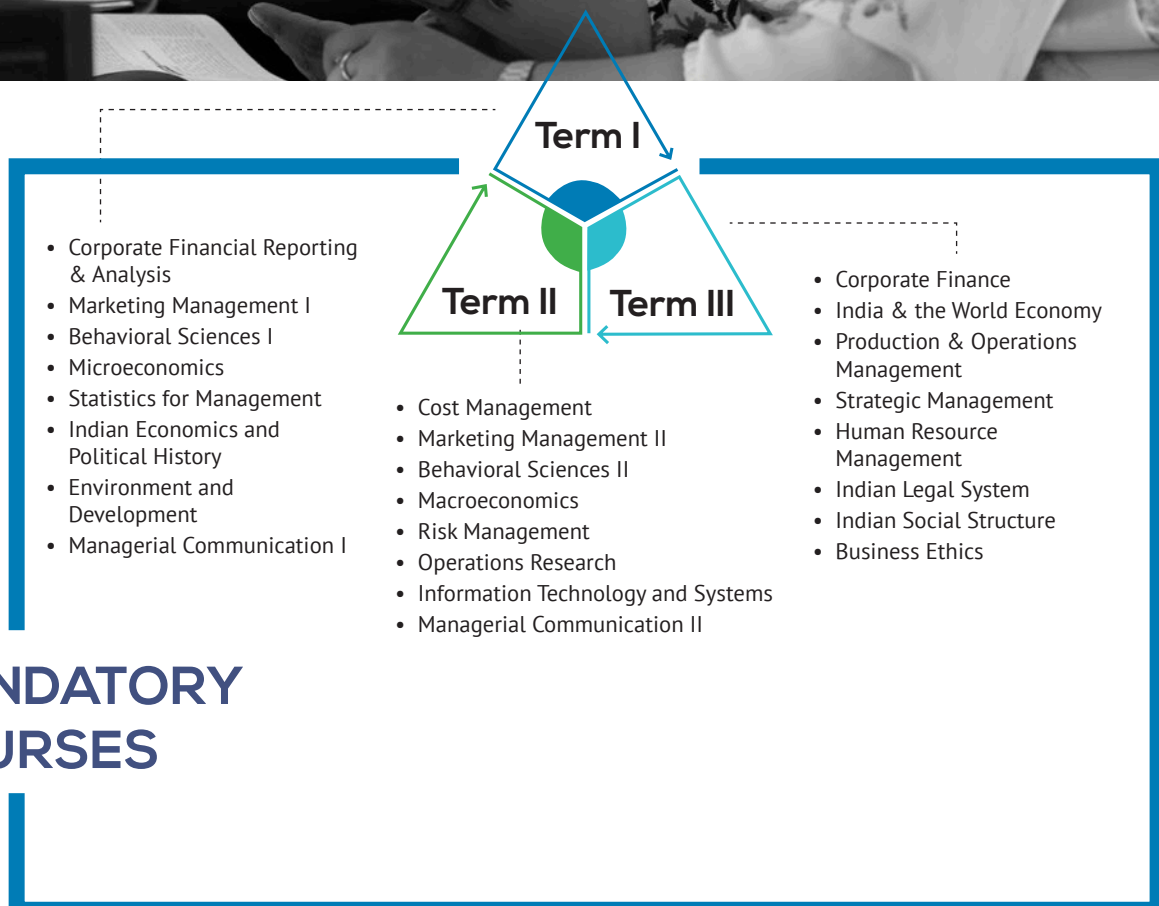 Term I
• Corporate Financial Reporting
& Analysis
• Marketing Management I
• Behavioral Sciences I
• Microeconomics
• Statistics for Management
• Indian Economics and
Political History
• Environment and
Development
• Managerial Communication I
Term II
• Cost Management
• Marketing Management II
• Behavioral Sciences II
• Macroeconomics
• Risk Management
• Operations Research
• Information Technology and Systems
• Managerial Communication II
Term III
• Corporate Finance
• India & the World Economy
• Production & Operations
Management
• Strategic Management
• Human Resource
Management
• Indian Legal System
• Indian Social Structure
• Business Ethics
NDATORY
URSES